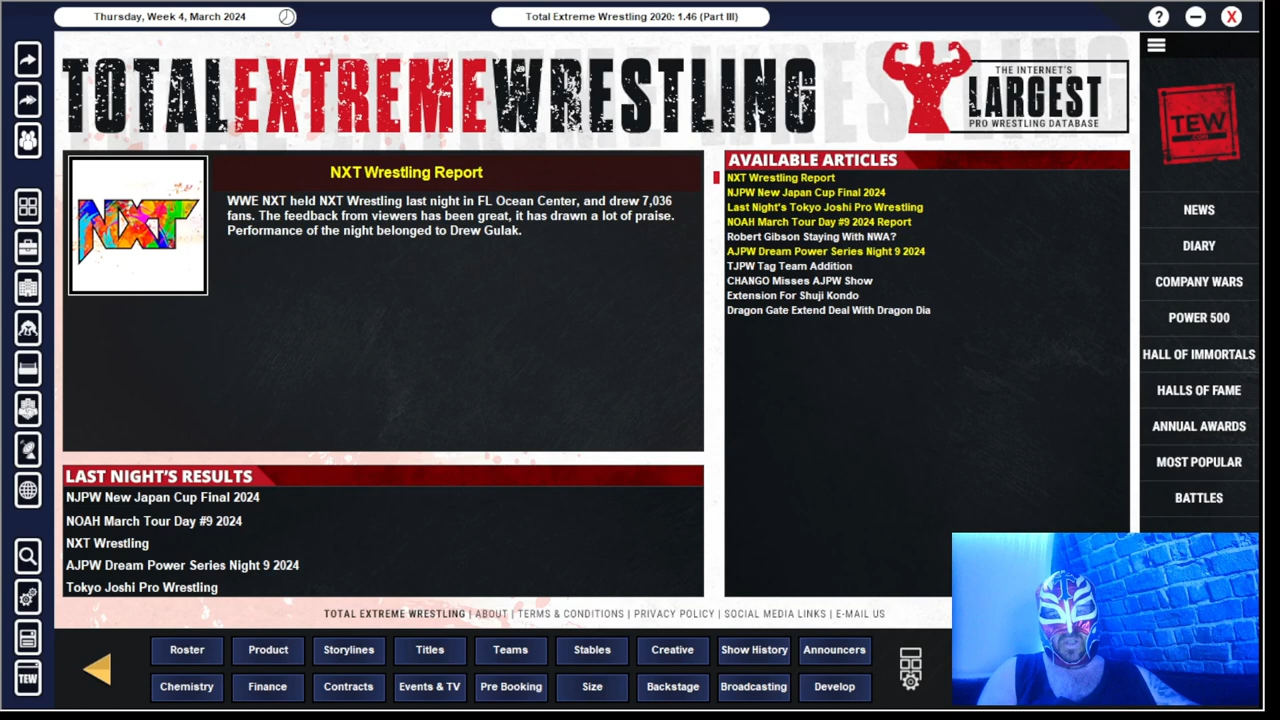 Thursday, Week 4, March 2024
Total Extreme Wrestling 2020: 1.46 (Part III)
?
X
TOTALEXTREMEWRESTLING
THE INTERNET'S
LARGEST
PRO WRESTLING DATABASE
TEW
.COM
NXT
NXT Wrestling Report
WWE NXT held NXT Wrestling last night in FL Ocean Center, and drew 7,036
fans. The feedback from viewers has been great, it has drawn a lot of praise.
Performance of the night belonged to Drew Gulak.
AVAILABLE ARTICLES
NXT Wrestling Report
NJPW New Japan Cup Final 2024
Last Night's Tokyo Joshi Pro Wrestling
NOAH March Tour Day #9 2024 Report
Robert Gibson Staying With NWA?
AJPW Dream Power Series Night 9 2024
TJPW Tag Team Addition
CHANGO Misses AJPW Show
Extension For Shuji Kondo
Dragon Gate Extend Deal With Dragon Dia
NEWS
DIARY
COMPANY WARS
POWER 500
HALL OF IMMORTALS
HALLS OF FAME
ANNUAL AWARDS
MOST POPULAR
BATTLES
LAST NIGHT'S RESULTS
NJPW New Japan Cup Final 2024
NOAH March Tour Day #9 2024
NXT Wrestling
AJPW Dream Power Series Night 9 2024
Tokyo Joshi Pro Wrestling
TOTAL EXTREME WRESTLING | ABOUT | TERMS & CONDITIONS | PRIVACY POLICY | SOCIAL MEDIA LINKS | E-MAIL US
Roster Product Storylines Titles Teams Stables Creative Show History Announcers
Chemistry Finance Contracts Events & TV Pre Booking Size Backstage Broadcasting Develop
TEW